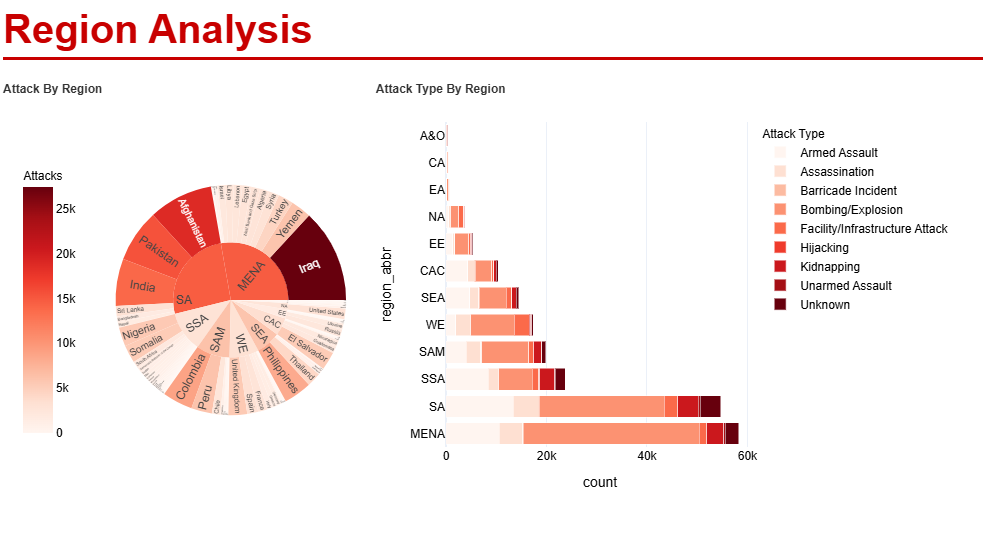 Region Analysis
Attack By Region
Attack Type By Region
Attacks
25k
20k
15k
10k
5k
0
MENA
Iraq
Yemen
Turkey
Syria
Algeria
Egypt
Lebanon
Libya
SA
Afghanistan
Pakistan
India
Sri Lanka
SSA
Nigeria
Somalia
South Africa
SAM
Colombia
Peru
Chile
WE
United Kingdom
Spain
France
SEA
Philippines
Thailand
CAC
El Salvador
EE
NA
United States
A&O
CA
EA
NA
EE
CAC
SEA
WE
SAM
SSA
SA
MENA
region_abbr
0
20k
40k
60k
count
Attack Type
Armed Assault
Assassination
Barricade Incident
Bombing/Explosion
Facility/Infrastructure Attack
Hijacking
Kidnapping
Unarmed Assault
Unknown